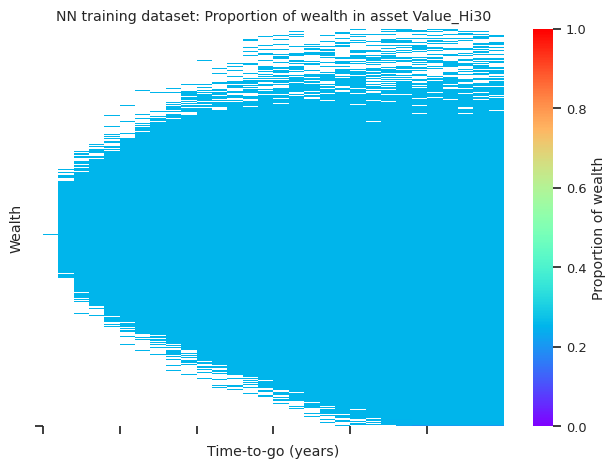 NN training dataset: Proportion of wealth in asset Value_Hi30
Wealth
Time-to-go (years)
1.0
0.8
0.6
0.4
0.2
0.0
Proportion of wealth